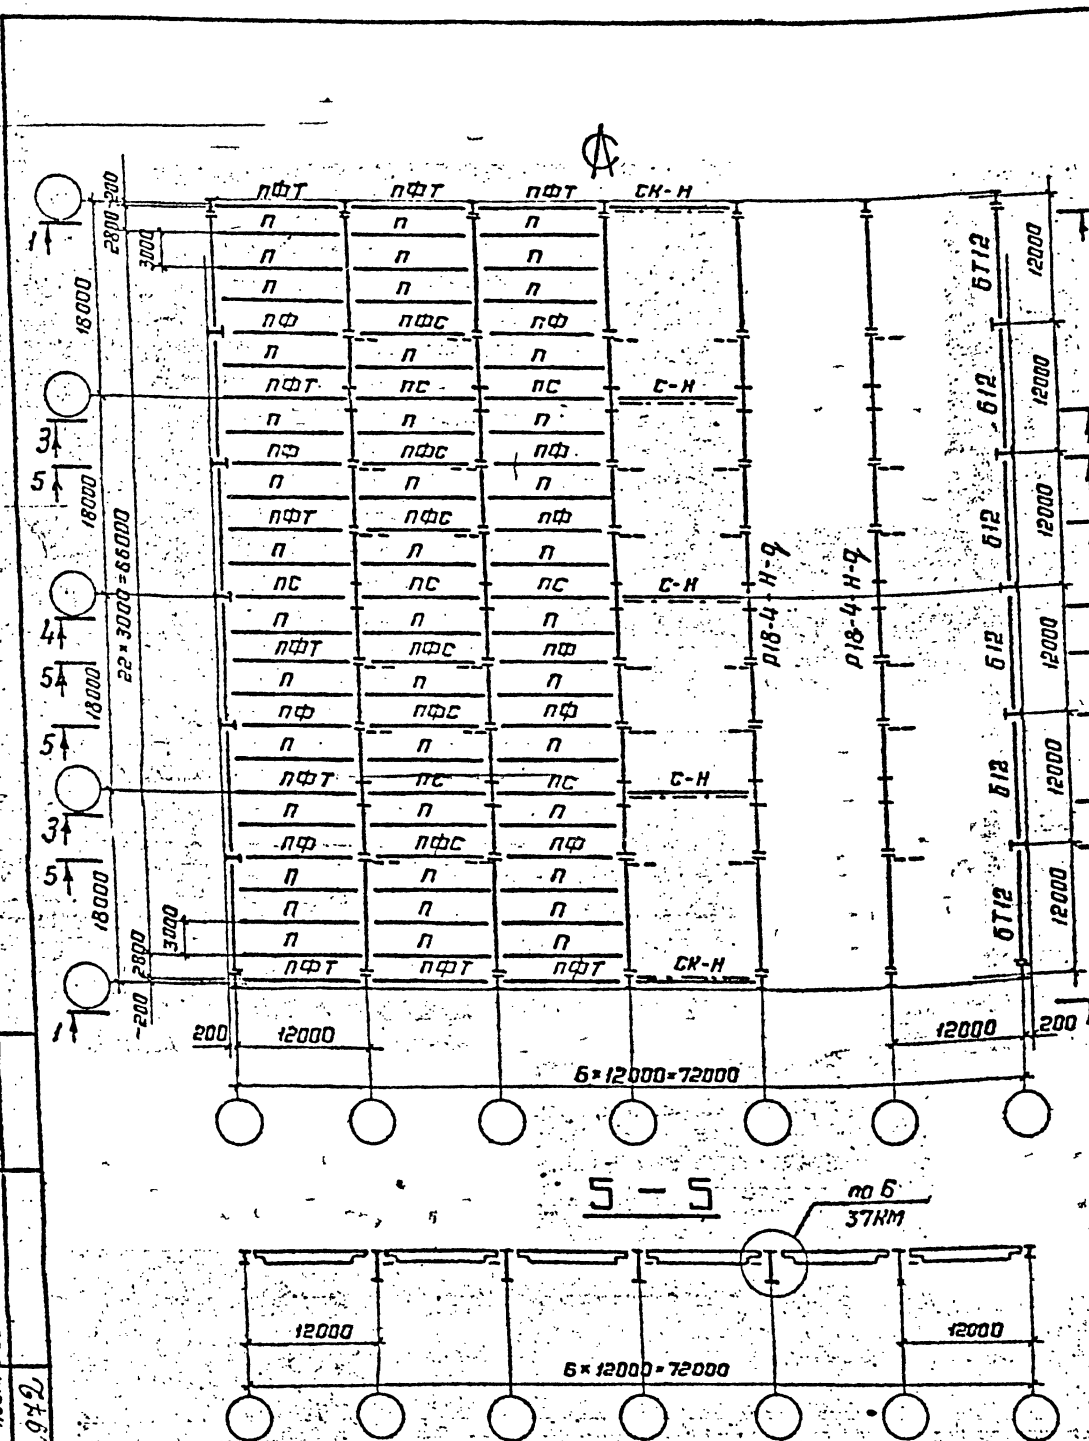 ПФТ ПФТ ПФТ СК-Н
П П П
П П П
П П П
ПФ ПФС ПФ
П П П
ПФТ ПС ПС С-Н
П П П
ПФ ПФС ПФ
П П П
ПФТ ПФС ПФ
П П П
ПС ПС ПС С-Н
П П П
ПФТ ПФС ПФ
П П П
ПФ ПФС ПФ
П П П
ПФТ ПС ПС С-Н
П П П
ПФ ПФС ПФ
П П П
П П П
П П П
ПФТ ПФТ ПФТ СК-Н
1
3
5
4
5
5
3
5
1
18000
18000
18000
18000
200
2800
3000
22×3000=66000
3000
2800
200
р18-4-Н-9
р18-4-Н-9
БТ12
Б12
Б12
Б12
Б12
БТ12
12000
12000
12000
12000
12000
12000
200 12000 12000 200
6×12000=72000
5 - 5
по Б
37КМ
12000 12000
6×12000=72000